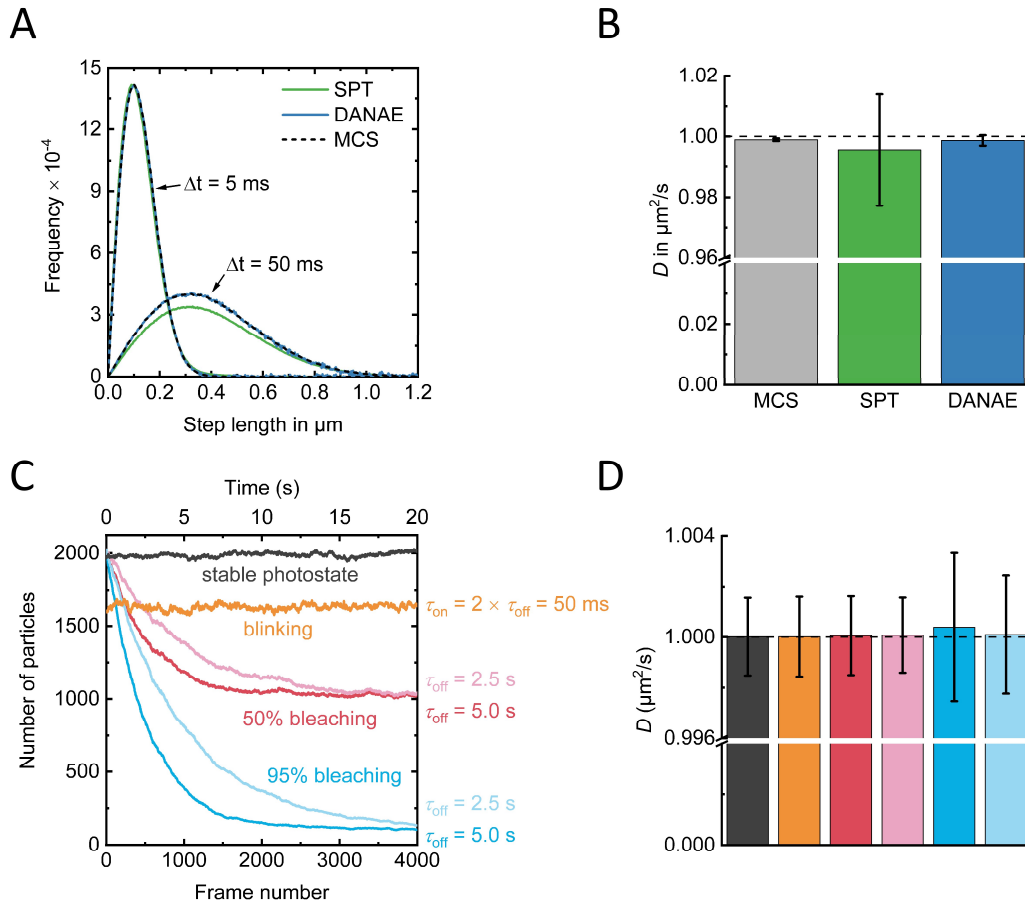 A
15
12
9
6
3
0
Frequency × 10⁻⁴
SPT
DANAE
MCS
Δt = 5 ms
Δt = 50 ms
0.0 0.2 0.4 0.6 0.8 1.0 1.2
Step length in µm
B
1.02
1.00
0.98
0.96
0.02
0.00
D in µm²/s
MCS SPT DANAE
C
Time (s)
0 5 10 15 20
2000
1500
1000
500
0
Number of particles
stable photostate
τon = 2 × τoff = 50 ms
blinking
τoff = 2.5 s
50% bleaching
τoff = 5.0 s
95% bleaching
τoff = 2.5 s
τoff = 5.0 s
0 1000 2000 3000 4000
Frame number
D
1.004
1.000
0.996
0.000
D (µm²/s)